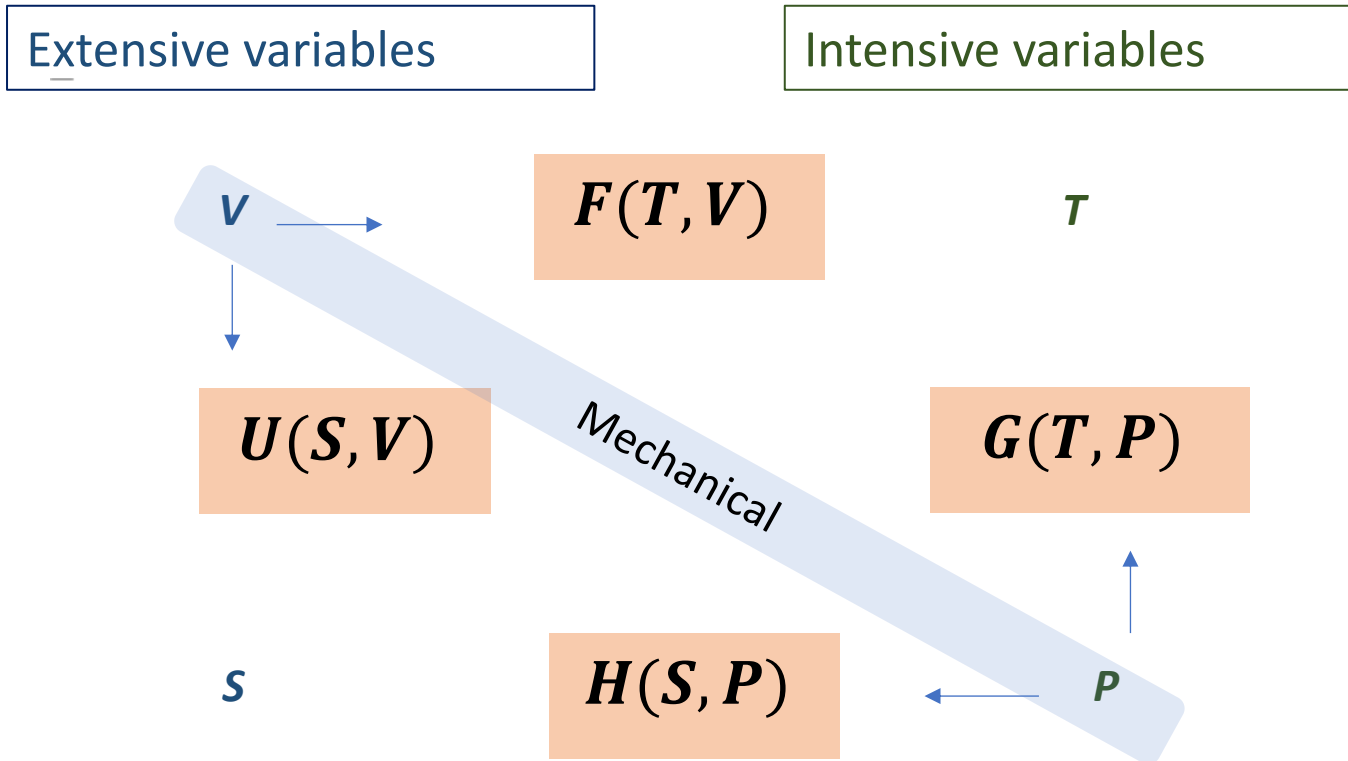 Extensive variables
Intensive variables
V
F(T, V)
T
U(S, V)
Mechanical
G(T, P)
S
H(S, P)
P